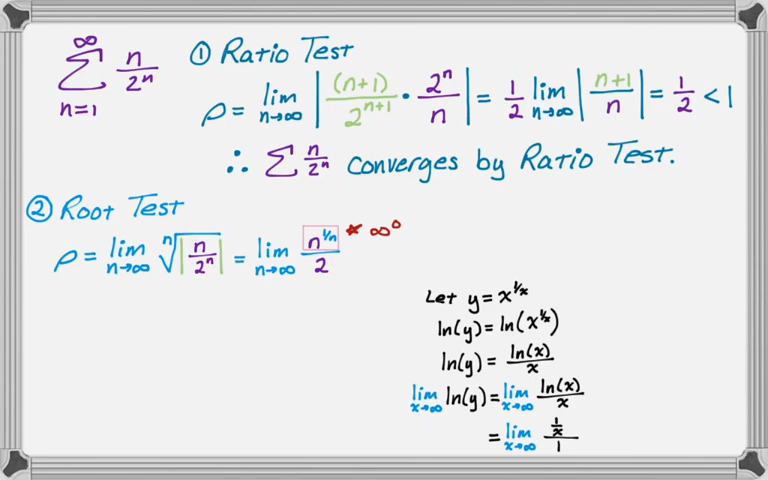 ∞
∑ n/2ⁿ
n=1
① Ratio Test
ρ = lim n→∞ |(n+1)/2ⁿ⁺¹ · 2ⁿ/n| = 1/2 lim n→∞ |n+1/n| = 1/2 < 1
∴ ∑ n/2ⁿ converges by Ratio Test.
② Root Test
ρ = lim n→∞ ⁿ√|n/2ⁿ| = lim n→∞ n^(1/n)/2 * ∞⁰
Let y = x^(1/x)
ln(y) = ln(x^(1/x))
ln(y) = ln(x)/x
lim x→∞ ln(y) = lim x→∞ ln(x)/x
= lim x→∞ (1/x)/1